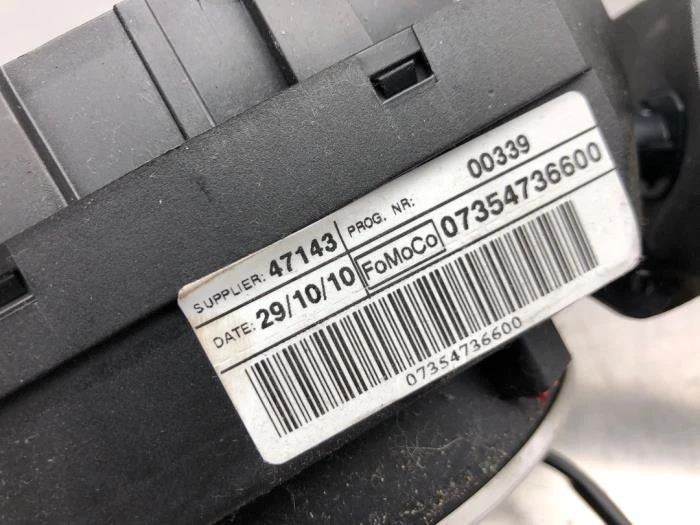 SUPPLIER: 47143 PROG. NR: 00339
DATE: 29/10/10 FoMoCo 07354736600
07354736600